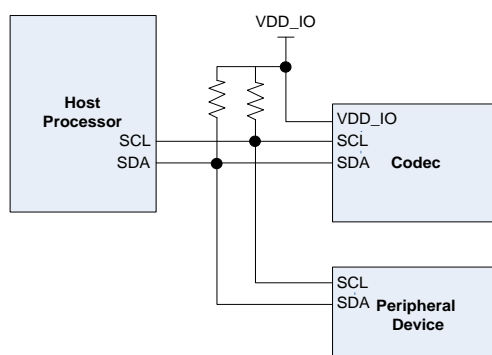 VDD_IO
Host
Processor
SCL
SDA
VDD_IO
SCL
SDA
Codec
SCL
SDA
Peripheral
Device